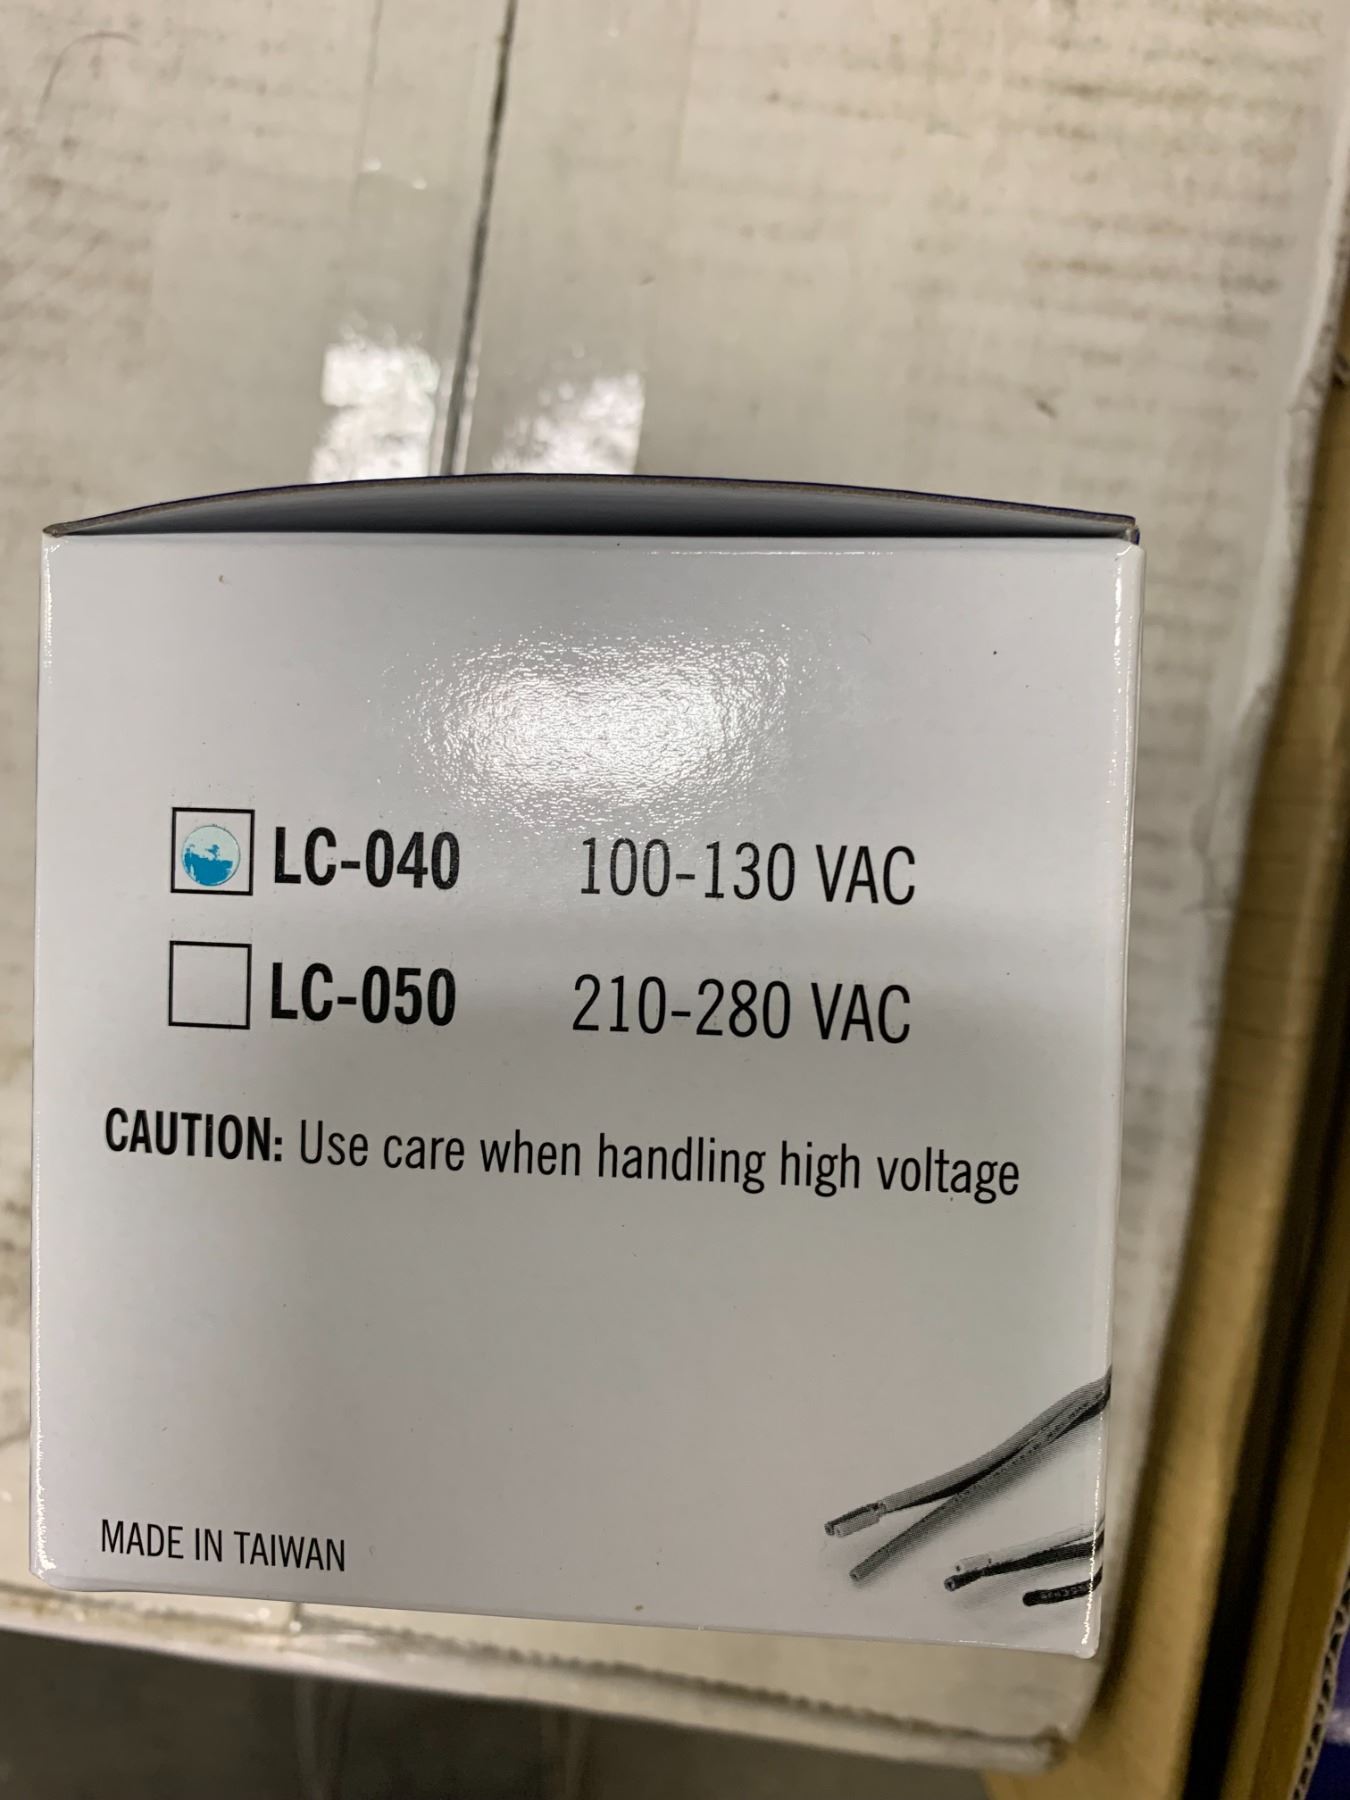 LC-040 100-130 VAC
LC-050 210-280 VAC
CAUTION: Use care when handling high voltage
MADE IN TAIWAN